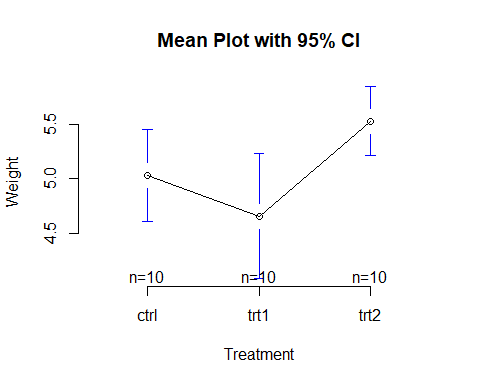 Mean Plot with 95% CI
Weight
5.5
5.0
4.5
n=10
n=10
n=10
ctrl
trt1
trt2
Treatment